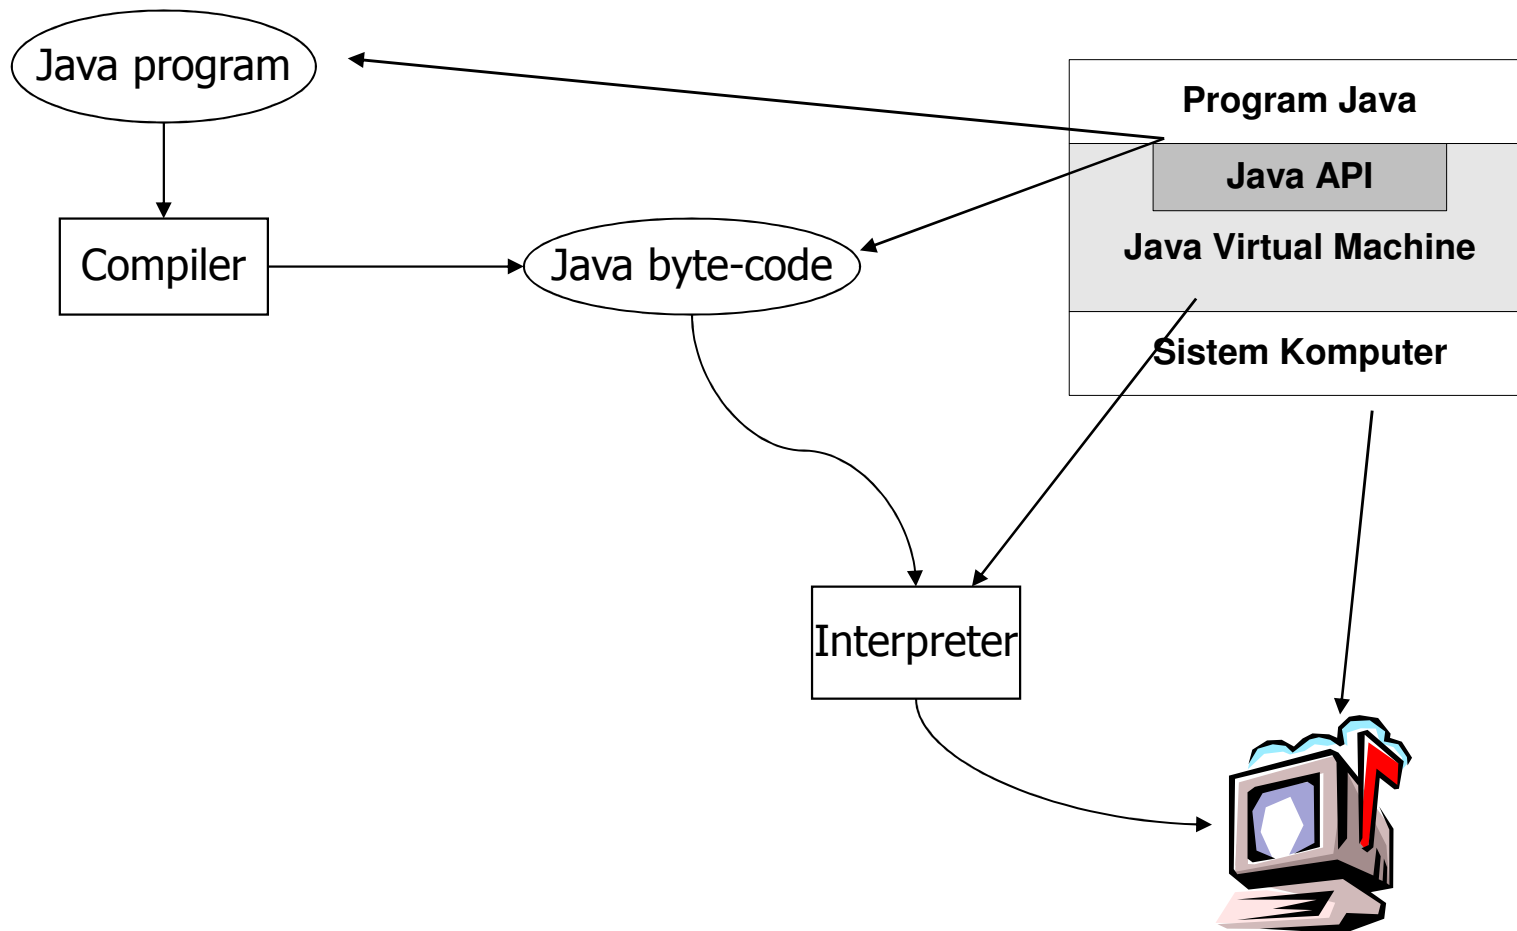 Java program
Program Java
Java API
Java Virtual Machine
Compiler
Java byte-code
Sistem Komputer
Interpreter